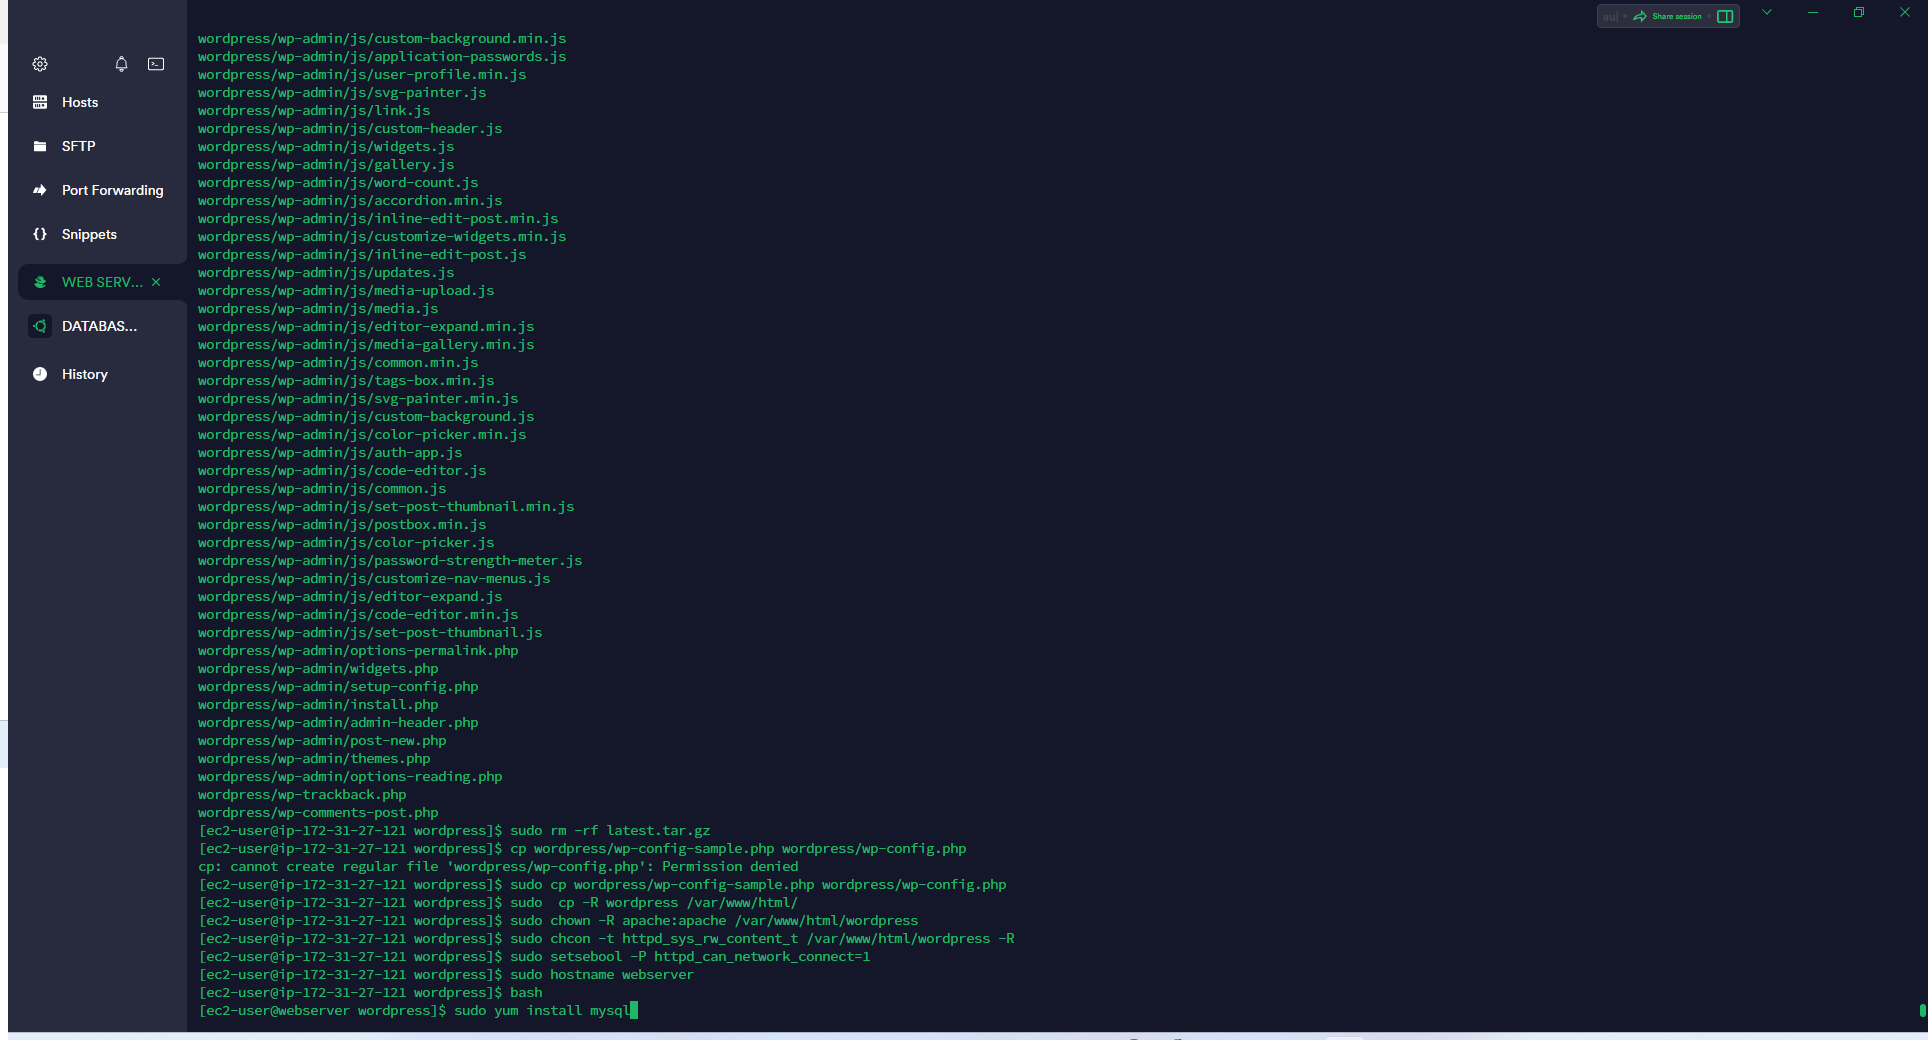 au| Share session
Hosts
SFTP
Port Forwarding
Snippets
WEB SERV...
DATABAS...
History
wordpress/wp-admin/js/custom-background.min.js
wordpress/wp-admin/js/application-passwords.js
wordpress/wp-admin/js/user-profile.min.js
wordpress/wp-admin/js/svg-painter.js
wordpress/wp-admin/js/link.js
wordpress/wp-admin/js/custom-header.js
wordpress/wp-admin/js/widgets.js
wordpress/wp-admin/js/gallery.js
wordpress/wp-admin/js/word-count.js
wordpress/wp-admin/js/accordion.min.js
wordpress/wp-admin/js/inline-edit-post.min.js
wordpress/wp-admin/js/customize-widgets.min.js
wordpress/wp-admin/js/inline-edit-post.js
wordpress/wp-admin/js/updates.js
wordpress/wp-admin/js/media-upload.js
wordpress/wp-admin/js/media.js
wordpress/wp-admin/js/editor-expand.min.js
wordpress/wp-admin/js/media-gallery.min.js
wordpress/wp-admin/js/common.min.js
wordpress/wp-admin/js/tags-box.min.js
wordpress/wp-admin/js/svg-painter.min.js
wordpress/wp-admin/js/custom-background.js
wordpress/wp-admin/js/color-picker.min.js
wordpress/wp-admin/js/auth-app.js
wordpress/wp-admin/js/code-editor.js
wordpress/wp-admin/js/common.js
wordpress/wp-admin/js/set-post-thumbnail.min.js
wordpress/wp-admin/js/postbox.min.js
wordpress/wp-admin/js/color-picker.js
wordpress/wp-admin/js/password-strength-meter.js
wordpress/wp-admin/js/customize-nav-menus.js
wordpress/wp-admin/js/editor-expand.js
wordpress/wp-admin/js/code-editor.min.js
wordpress/wp-admin/js/set-post-thumbnail.js
wordpress/wp-admin/options-permalink.php
wordpress/wp-admin/widgets.php
wordpress/wp-admin/setup-config.php
wordpress/wp-admin/install.php
wordpress/wp-admin/admin-header.php
wordpress/wp-admin/post-new.php
wordpress/wp-admin/themes.php
wordpress/wp-admin/options-reading.php
wordpress/wp-trackback.php
wordpress/wp-comments-post.php
[ec2-user@ip-172-31-27-121 wordpress]$ sudo rm -rf latest.tar.gz
[ec2-user@ip-172-31-27-121 wordpress]$ cp wordpress/wp-config-sample.php wordpress/wp-config.php
cp: cannot create regular file 'wordpress/wp-config.php': Permission denied
[ec2-user@ip-172-31-27-121 wordpress]$ sudo cp wordpress/wp-config-sample.php wordpress/wp-config.php
[ec2-user@ip-172-31-27-121 wordpress]$ sudo  cp -R wordpress /var/www/html/
[ec2-user@ip-172-31-27-121 wordpress]$ sudo chown -R apache:apache /var/www/html/wordpress
[ec2-user@ip-172-31-27-121 wordpress]$ sudo chcon -t httpd_sys_rw_content_t /var/www/html/wordpress -R
[ec2-user@ip-172-31-27-121 wordpress]$ sudo setsebool -P httpd_can_network_connect=1
[ec2-user@ip-172-31-27-121 wordpress]$ sudo hostname webserver
[ec2-user@ip-172-31-27-121 wordpress]$ bash
[ec2-user@webserver wordpress]$ sudo yum install mysql